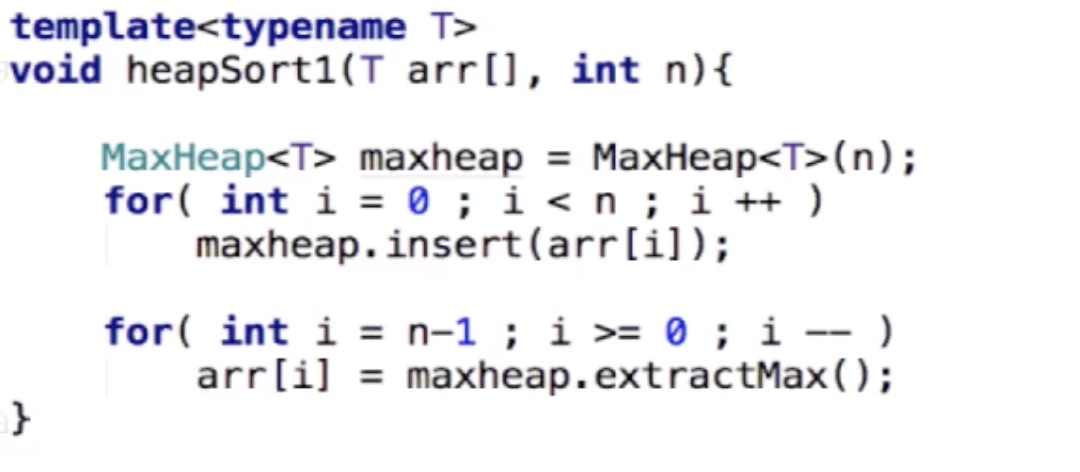 template<typename T>
void heapSort1(T arr[], int n){
MaxHeap<T> maxheap = MaxHeap<T>(n);
for( int i = 0 ; i < n ; i ++ )
maxheap.insert(arr[i]);
for( int i = n-1 ; i >= 0 ; i -- )
arr[i] = maxheap.extractMax();
}